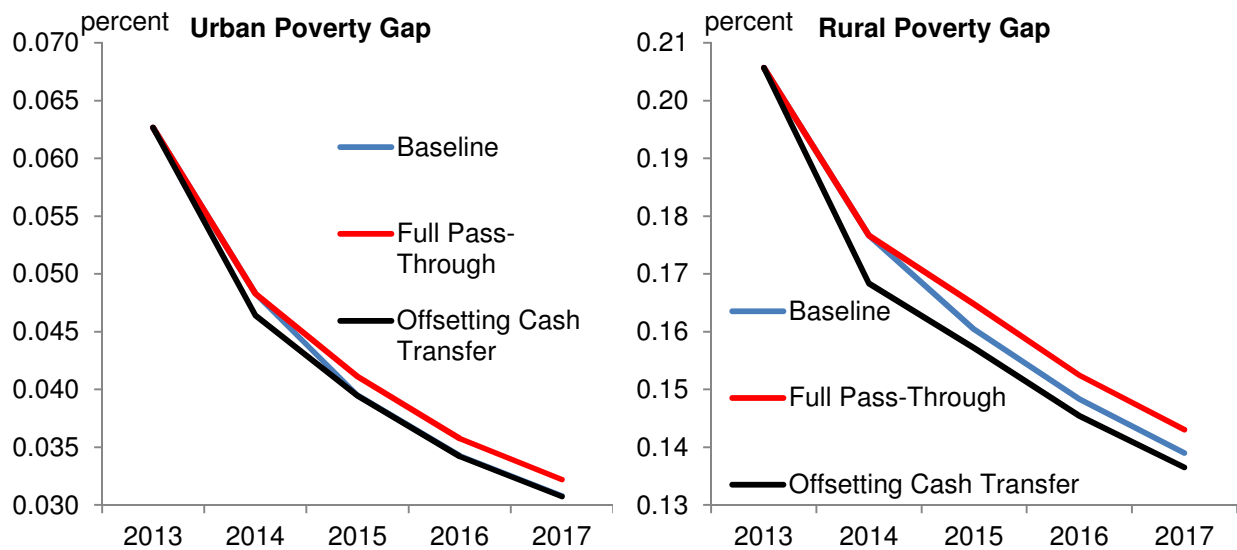 percent
Urban Poverty Gap
0.070
0.065
0.060
0.055
0.050
0.045
0.040
0.035
0.030
Baseline
Full Pass-
Through
Offsetting Cash
Transfer
2013 2014 2015 2016 2017
percent
Rural Poverty Gap
0.21
0.20
0.19
0.18
0.17
0.16
0.15
0.14
0.13
Baseline
Full Pass-Through
Offsetting Cash Transfer
2013 2014 2015 2016 2017